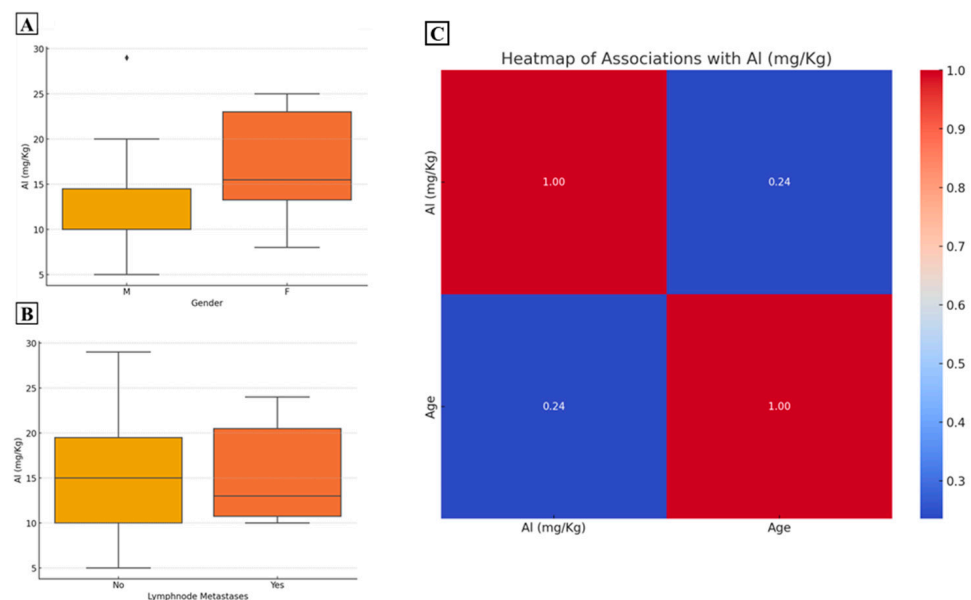 A
30
25
20
15
10
5
Al (mg/Kg)
M
F
Gender
B
30
25
20
15
10
5
Al (mg/Kg)
No
Yes
Lymphnode Metastases
C
Heatmap of Associations with Al (mg/Kg)
Al (mg/Kg)
1.00
0.24
Age
0.24
1.00
Al (mg/Kg)
Age
1.0
0.9
0.8
0.7
0.6
0.5
0.4
0.3